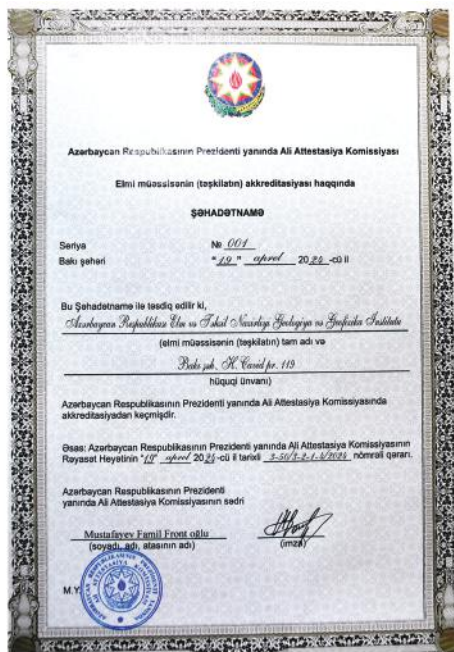 Azərbaycan Respublikasının Prezidenti yanında Ali Attestasiya Komissiyası
Elmi müəssisənin (təşkilatın) akkreditasiyası haqqında
ŞƏHADƏTNAMƏ
Seriya № 001
Bakı şəhəri "19" aprel 2024-cü il
Bu Şəhadətnamə ilə təsdiq edilir ki,
Azərbaycan Respublikası Elm və Təhsil Nazirliyi Geologiya və Geofizika İnstitutu
(elmi müəssisənin (təşkilatın) tam adı və
Bakı şəh., H. Cavid pr. 119
hüquqi ünvanı)
Azərbaycan Respublikasının Prezidenti yanında Ali Attestasiya Komissiyasında
akkreditasiyadan keçmişdir.
Əsas: Azərbaycan Respublikasının Prezidenti yanında Ali Attestasiya Komissiyasının
Rəyasət Heyətinin "19" aprel 2024-cü il tarixli 3-50/3-2-1-4/2024 nömrəli qərarı.
Azərbaycan Respublikasının Prezidenti
yanında Ali Attestasiya Komissiyasının sədri
Mustafayev Famil Front oğlu
(soyadı, adı, atasının adı) (imza)
M.Y.